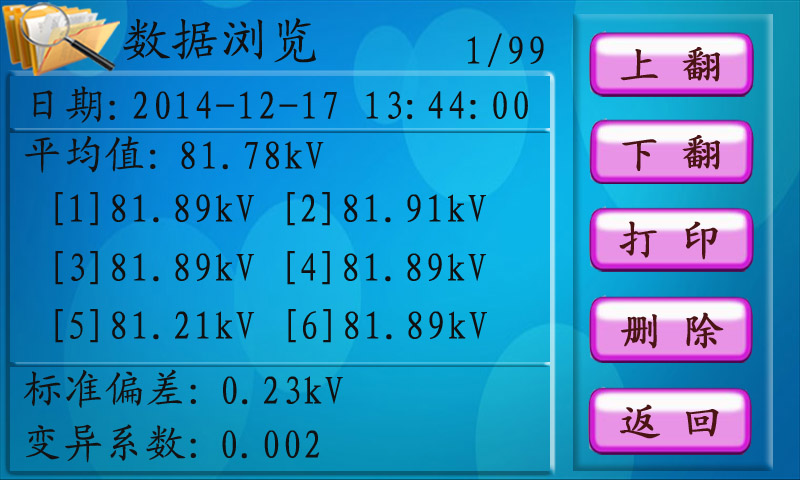 数据浏览 1/99
日期: 2014-12-17 13:44:00
平均值: 81.78kV
[1]81.89kV [2]81.91kV
[3]81.89kV [4]81.89kV
[5]81.21kV [6]81.89kV
标准偏差: 0.23kV
变异系数: 0.002
上 翻
下 翻
打 印
删 除
返 回